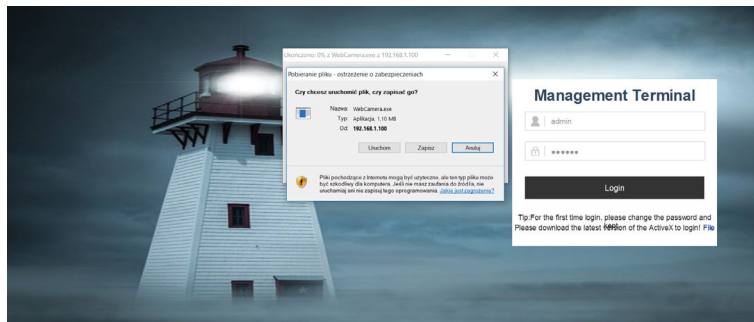 Ukończono: 0% z WebCamera.exe z 192.168.1.100
Pobieranie pliku - ostrzeżenie o zabezpieczeniach
Czy chcesz uruchomić plik, czy zapisać go?
Nazwa: WebCamera.exe
Typ: Aplikacja, 1,10 MB
Od: 192.168.1.100
Uruchom Zapisz Anuluj
Pliki pochodzące z Internetu mogą być użyteczne, ale ten typ pliku może
być szkodliwy dla komputera. Jeśli nie masz zaufania do źródła, nie
uruchamiaj ani nie zapisuj tego oprogramowania. Jakie jest zagrożenie?
Management Terminal
admin
Login
Tip:For the first time login, please change the password and
Please download the latest version of the ActiveX to login! File